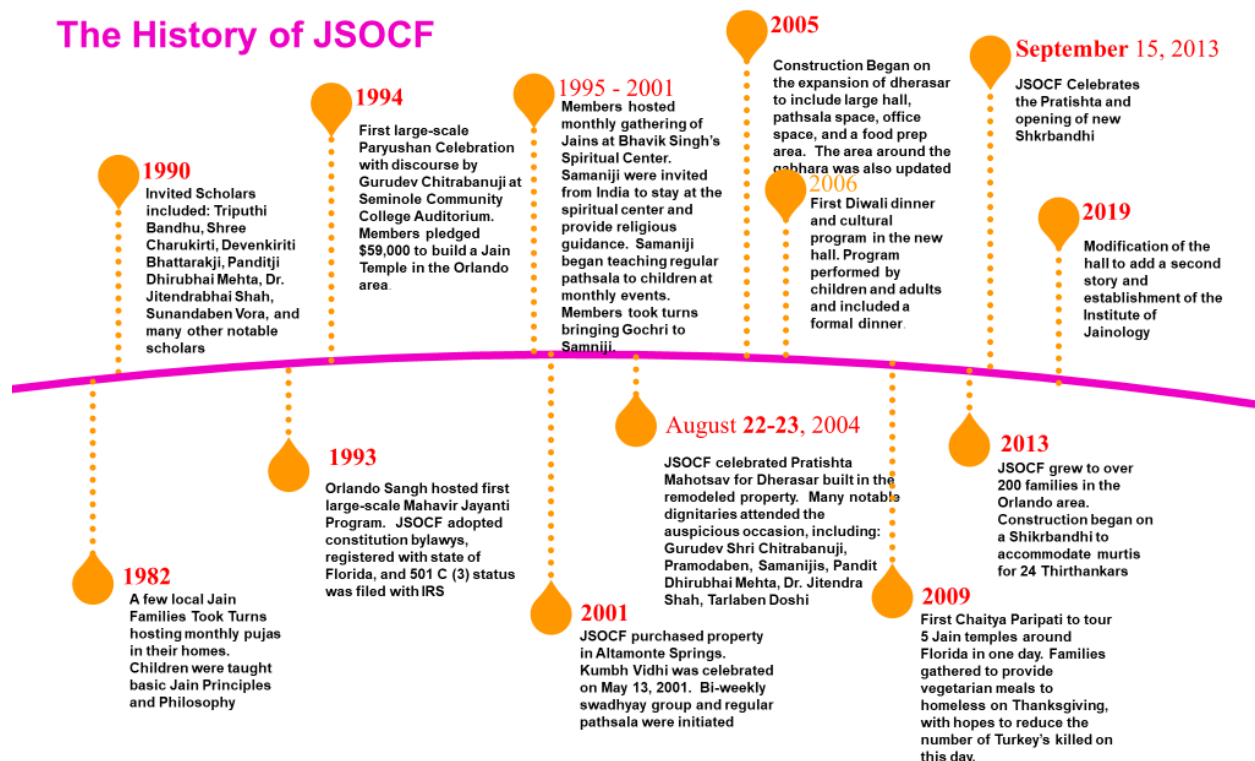 The History of JSOCF
1982
A few local Jain
Families Took Turns
hosting monthly pujas
in their homes.
Children were taught
basic Jain Principles
and Philosophy
1990
Invited Scholars
included: Triputhi
Bandhu, Shree
Charukirti, Devenkiriti
Bhattarakji, Panditji
Dhirubhai Mehta, Dr.
Jitendrabhai Shah,
Sunandaben Vora, and
many other notable
scholars
1993
Orlando Sangh hosted first
large-scale Mahavir Jayanti
Program. JSOCF adopted
constitution bylawys,
registered with state of
Florida, and 501 C (3) status
was filed with IRS
1994
First large-scale
Paryushan Celebration
with discourse by
Gurudev Chitrabanuji at
Seminole Community
College Auditorium.
Members pledged
$59,000 to build a Jain
Temple in the Orlando
area.
1995 - 2001
Members hosted
monthly gathering of
Jains at Bhavik Singh's
Spiritual Center.
Samaniji were invited
from India to stay at the
spiritual center and
provide religious
guidance. Samaniji
began teaching regular
pathsala to children at
monthly events.
Members took turns
bringing Gochri to
Samniji.
2001
JSOCF purchased property
in Altamonte Springs.
Kumbh Vidhi was celebrated
on May 13, 2001. Bi-weekly
swadhyay group and regular
pathsala were initiated
August 22-23, 2004
JSOCF celebrated Pratishta
Mahotsav for Dherasar built in the
remodeled property. Many notable
dignitaries attended the
auspicious occasion, including:
Gurudev Shri Chitrabanuji,
Pramodaben, Samanijis, Pandit
Dhirubhai Mehta, Dr. Jitendra
Shah, Tarlaben Doshi
2005
Construction Began on
the expansion of dherasar
to include large hall,
pathsala space, office
space, and a food prep
area. The area around the
gabhara was also updated
2006
First Diwali dinner
and cultural
program in the new
hall. Program
performed by
children and adults
and included a
formal dinner.
2009
First Chaitya Paripati to tour
5 Jain temples around
Florida in one day. Families
gathered to provide
vegetarian meals to
homeless on Thanksgiving,
with hopes to reduce the
number of Turkey's killed on
this day.
2013
JSOCF grew to over
200 families in the
Orlando area.
Construction began on
a Shikrbandhi to
accommodate murtis
for 24 Thirthankars
September 15, 2013
JSOCF Celebrates
the Pratishta and
opening of new
Shkrbandhi
2019
Modification of the
hall to add a second
story and
establishment of the
Institute of
Jainology